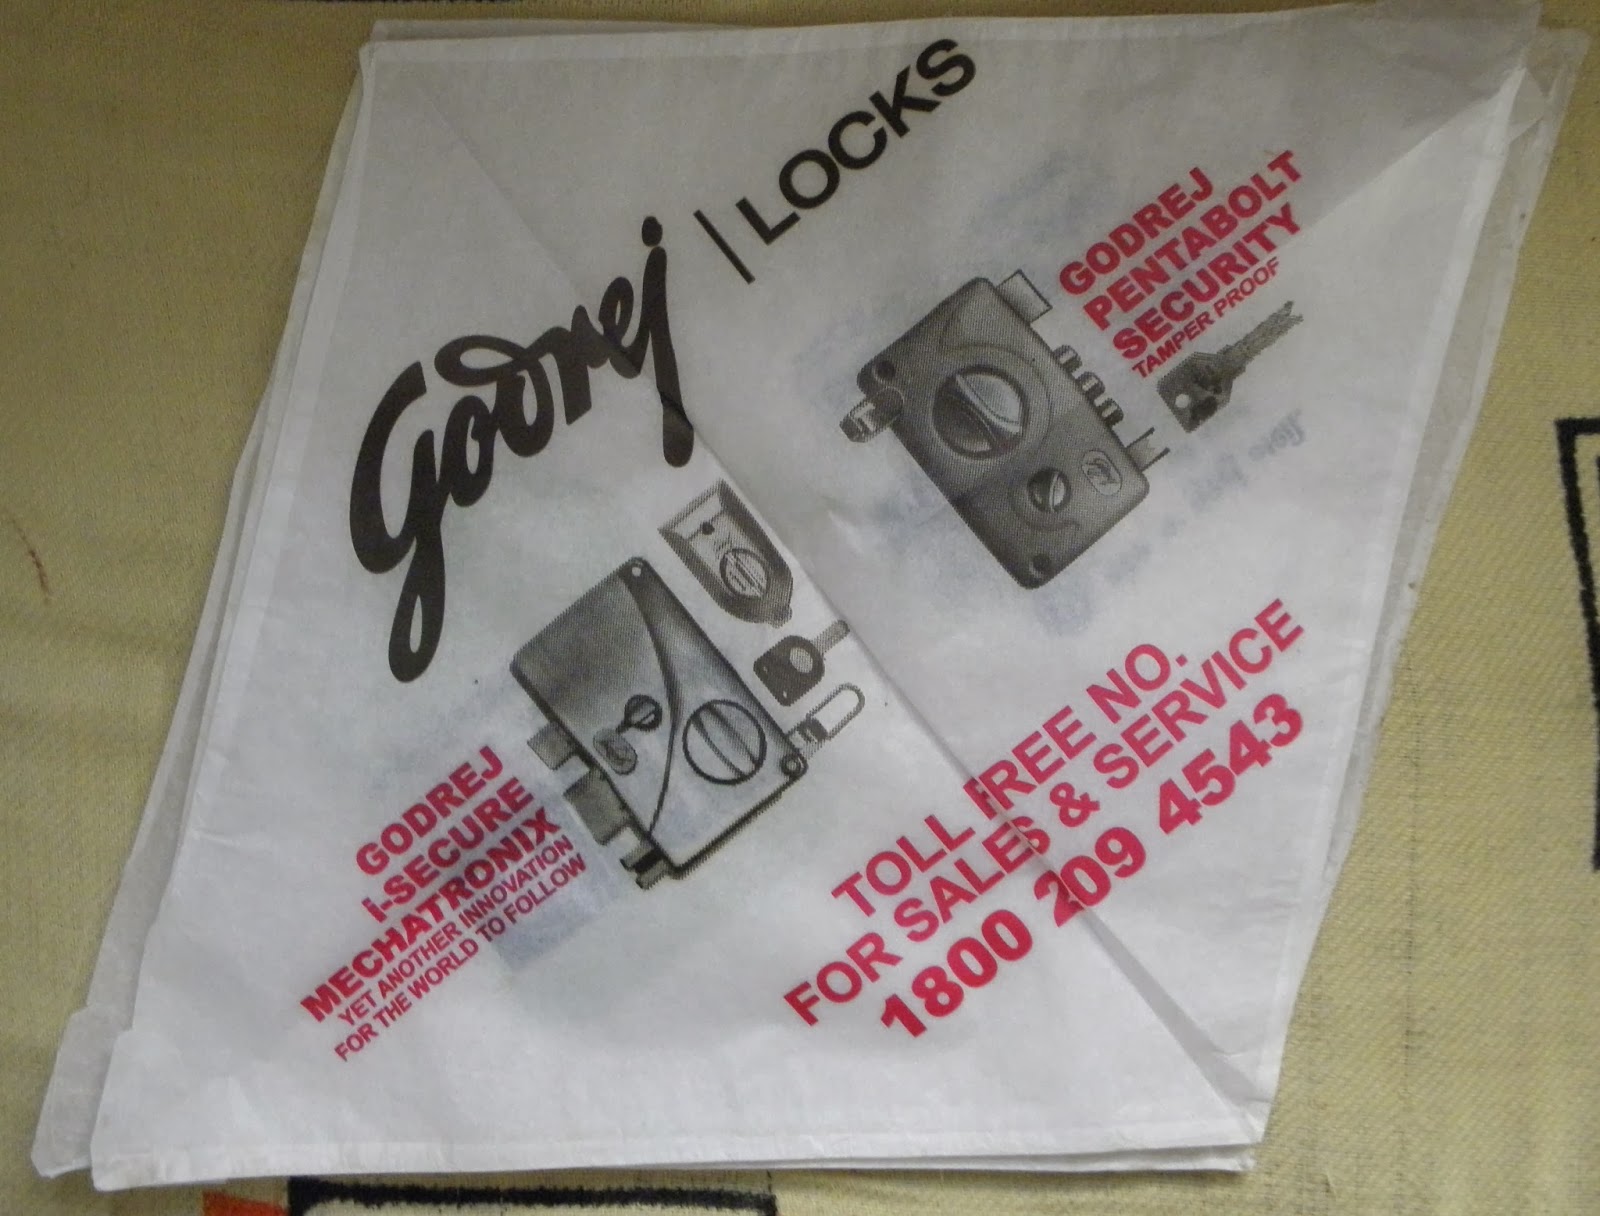 Godrej | LOCKS
GODREJ
PENTABOLT
SECURITY
TAMPER PROOF
GODREJ
i-SECURE
MECHATRONIX
YET ANOTHER INNOVATION
FOR THE WORLD TO FOLLOW
TOLL FREE NO.
FOR SALES & SERVICE
1800 209 4543